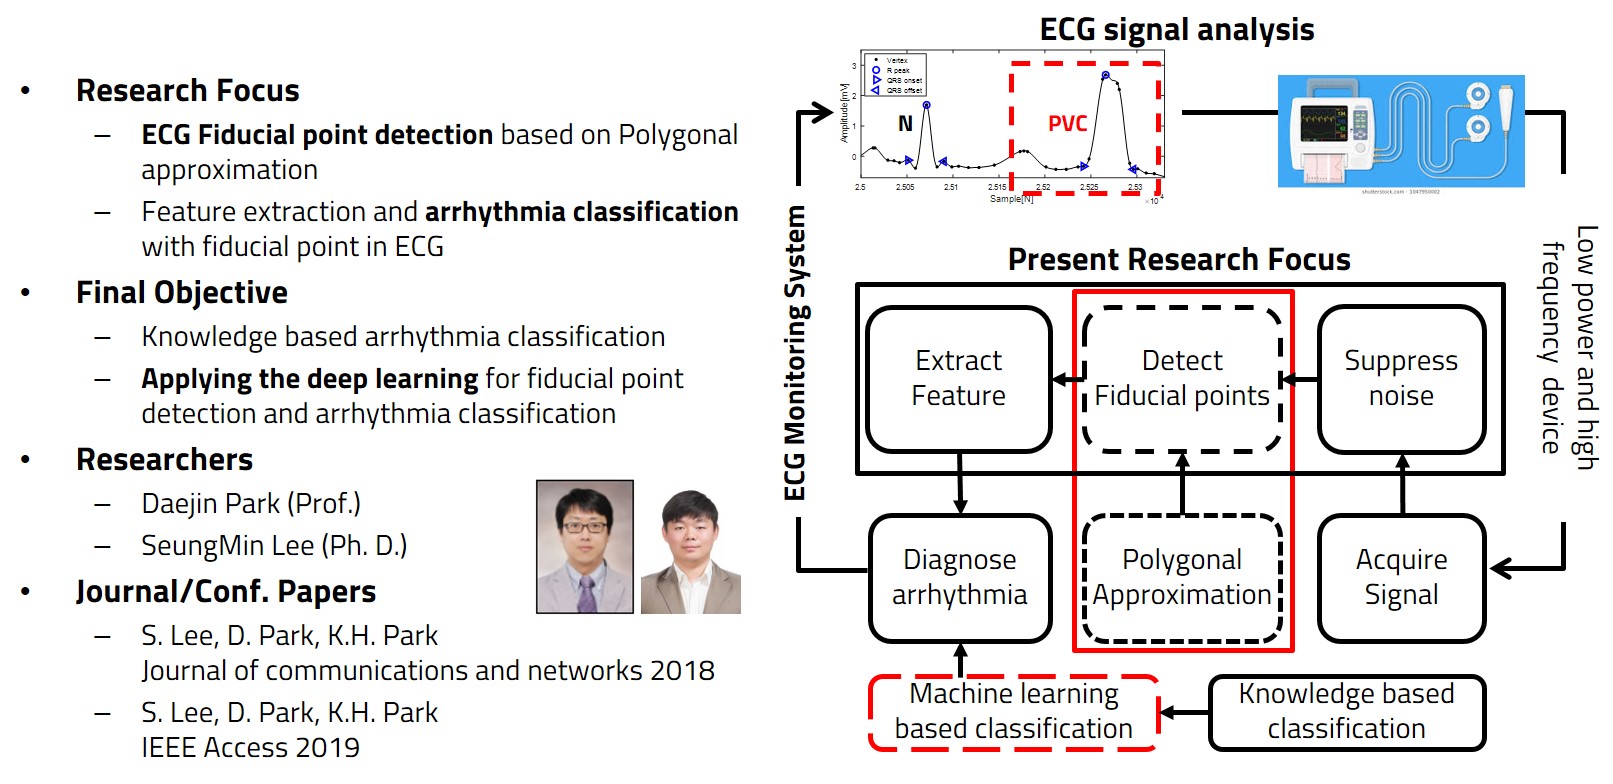 • Research Focus
– ECG Fiducial point detection based on Polygonal
approximation
– Feature extraction and arrhythmia classification
with fiducial point in ECG
• Final Objective
– Knowledge based arrhythmia classification
– Applying the deep learning for fiducial point
detection and arrhythmia classification
• Researchers
– Daejin Park (Prof.)
– SeungMin Lee (Ph. D.)
• Journal/Conf. Papers
– S. Lee, D. Park, K.H. Park
Journal of communications and networks 2018
– S. Lee, D. Park, K.H. Park
IEEE Access 2019
ECG signal analysis
Vertex
R peak
QRS onset
QRS offset
Amplitude[mV]
3
2
1
0
N
PVC
2.5 2.505 2.51 2.515 2.52 2.525 2.53
Sample[N]
×10 4
shutterstock.com · 1047950002
ECG Monitoring System
Low power and high
frequency device
Present Research Focus
Extract
Feature
Detect
Fiducial points
Suppress
noise
Diagnose
arrhythmia
Polygonal
Approximation
Acquire
Signal
Machine learning
based classification
Knowledge based
classification